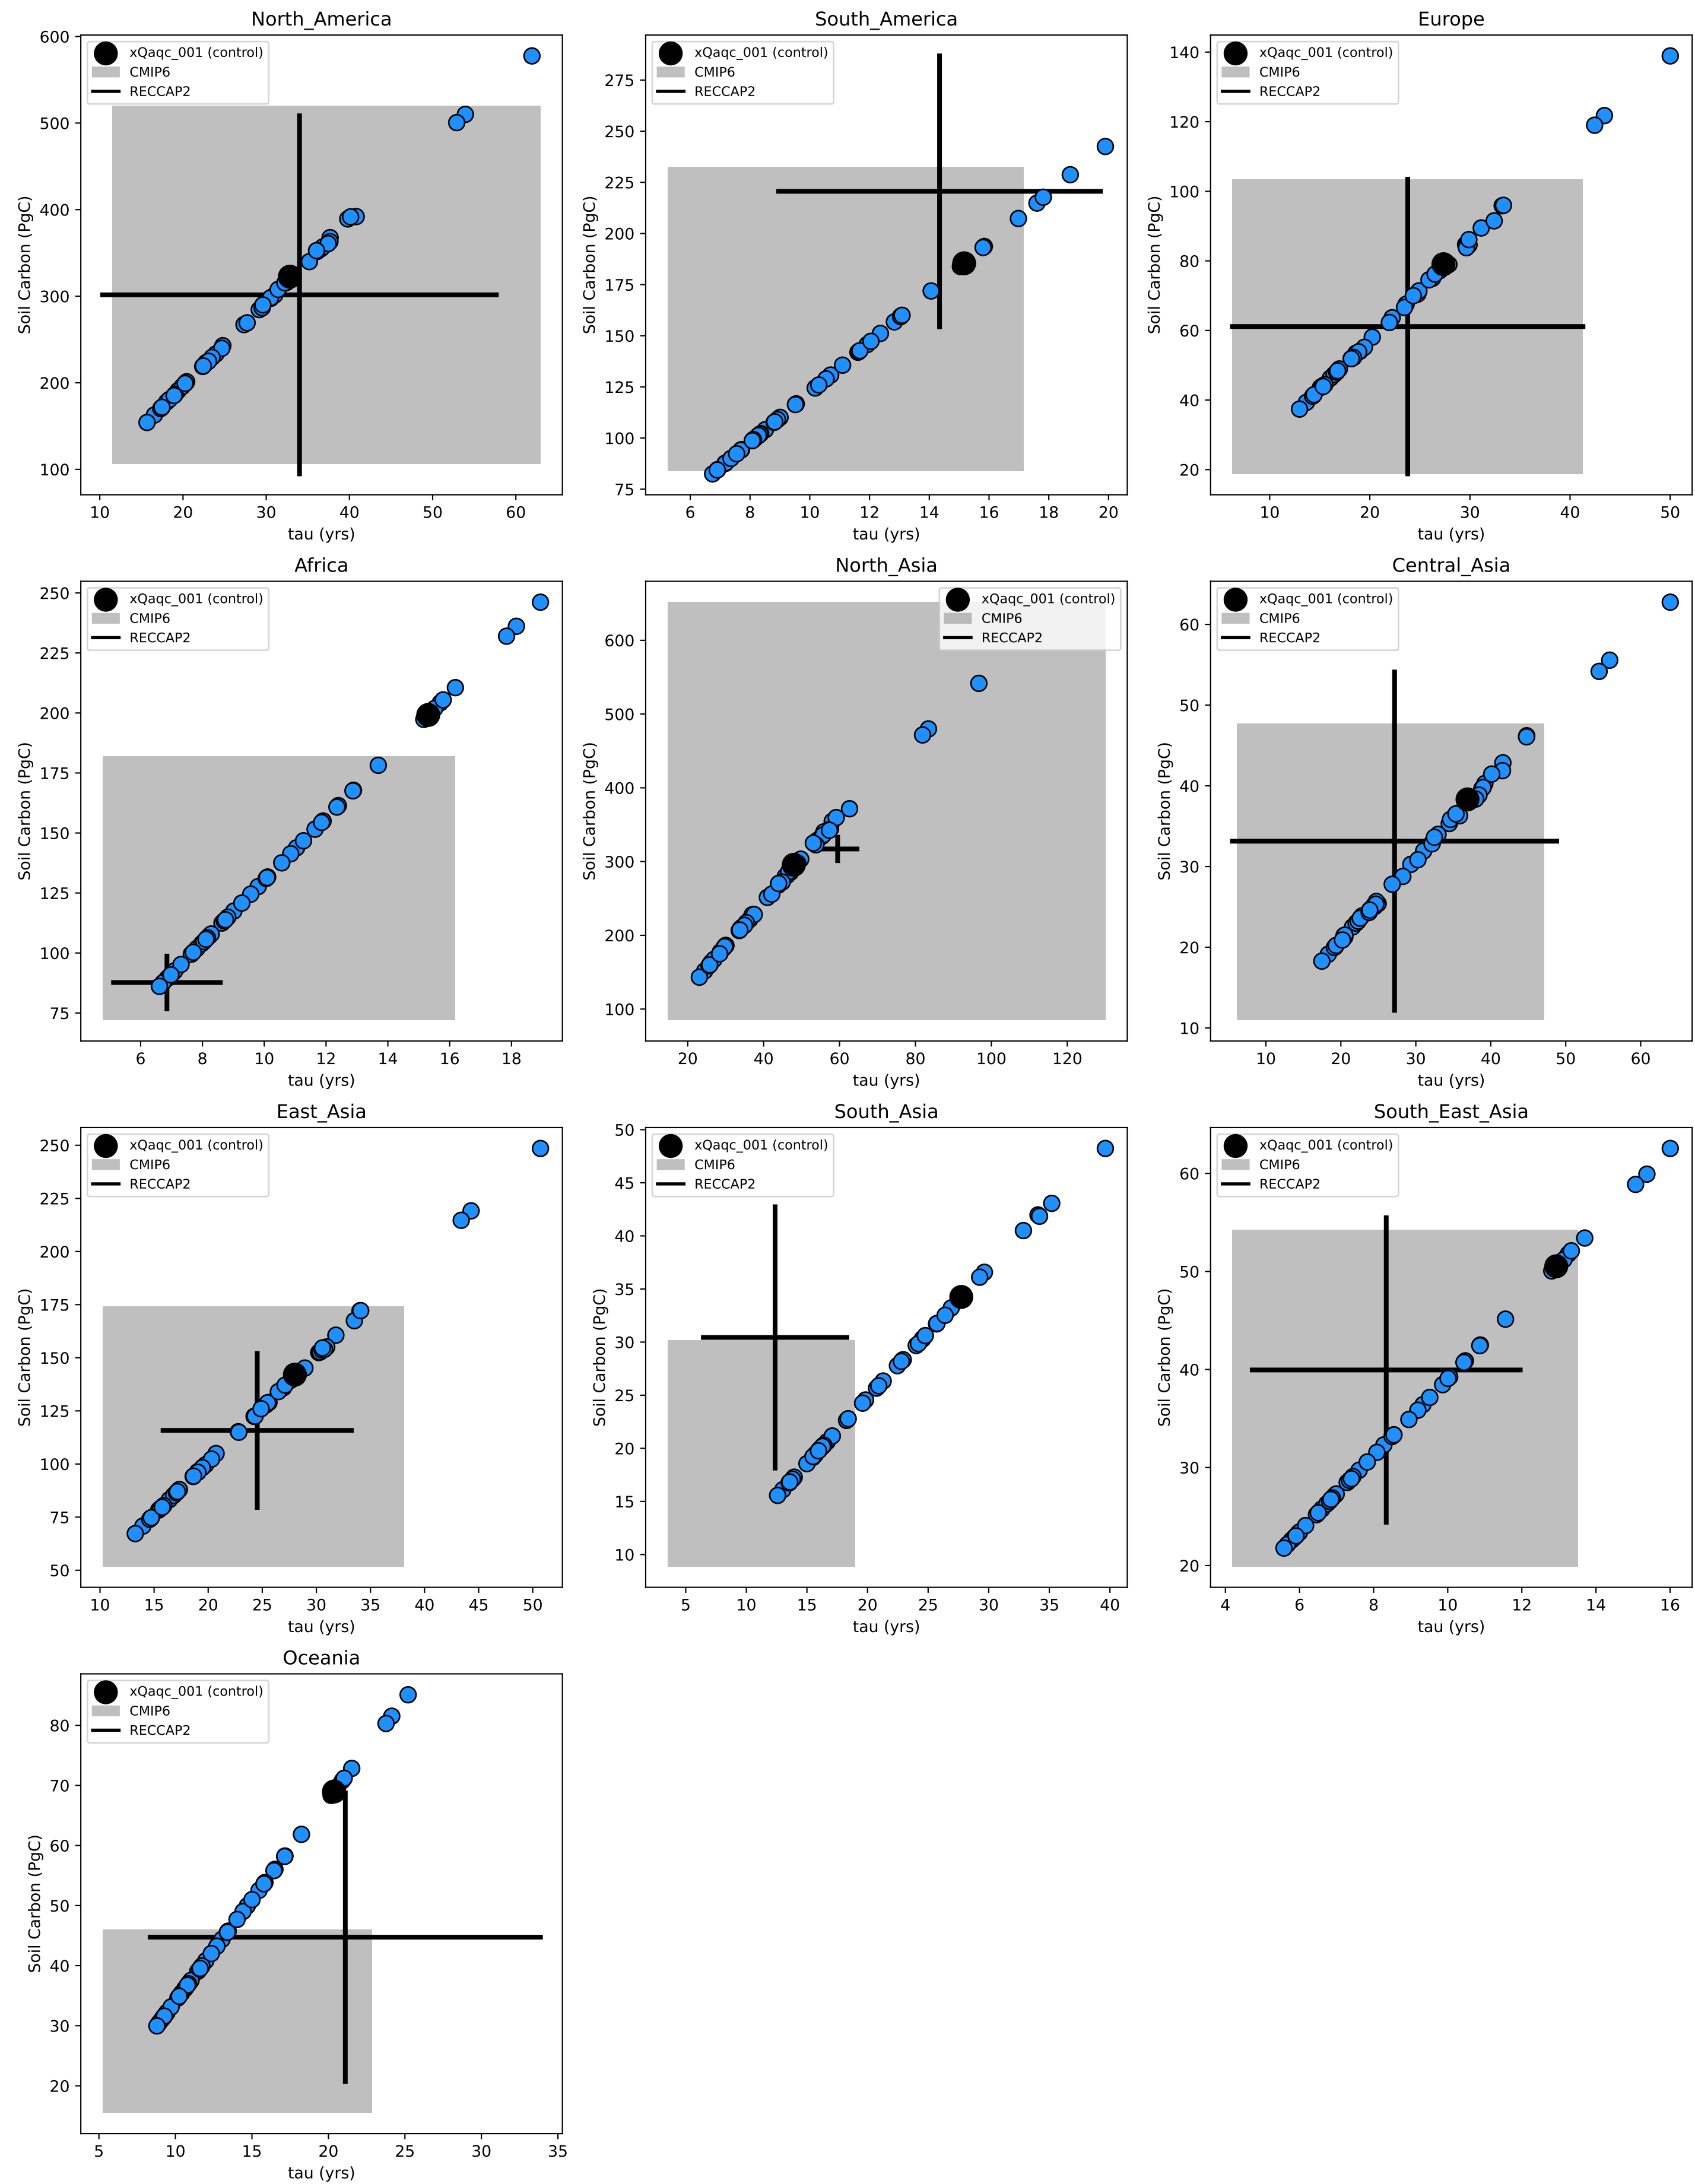 North_America
xQaqc_001 (control)
CMIP6
RECCAP2
Soil Carbon (PgC)
600
500
400
300
200
100
10 20 30 40 50 60
tau (yrs)
South_America
xQaqc_001 (control)
CMIP6
RECCAP2
Soil Carbon (PgC)
275
250
225
200
175
150
125
100
75
6 8 10 12 14 16 18 20
tau (yrs)
Europe
xQaqc_001 (control)
CMIP6
RECCAP2
Soil Carbon (PgC)
140
120
100
80
60
40
20
10 20 30 40 50
tau (yrs)
Africa
xQaqc_001 (control)
CMIP6
RECCAP2
Soil Carbon (PgC)
250
225
200
175
150
125
100
75
6 8 10 12 14 16 18
tau (yrs)
North_Asia
xQaqc_001 (control)
CMIP6
RECCAP2
Soil Carbon (PgC)
600
500
400
300
200
100
20 40 60 80 100 120
tau (yrs)
Central_Asia
xQaqc_001 (control)
CMIP6
RECCAP2
Soil Carbon (PgC)
60
50
40
30
20
10
10 20 30 40 50 60
tau (yrs)
East_Asia
xQaqc_001 (control)
CMIP6
RECCAP2
Soil Carbon (PgC)
250
225
200
175
150
125
100
75
50
10 15 20 25 30 35 40 45 50
tau (yrs)
South_Asia
xQaqc_001 (control)
CMIP6
RECCAP2
Soil Carbon (PgC)
50
45
40
35
30
25
20
15
10
5 10 15 20 25 30 35 40
tau (yrs)
South_East_Asia
xQaqc_001 (control)
CMIP6
RECCAP2
Soil Carbon (PgC)
60
50
40
30
20
4 6 8 10 12 14 16
tau (yrs)
Oceania
xQaqc_001 (control)
CMIP6
RECCAP2
Soil Carbon (PgC)
80
70
60
50
40
30
20
5 10 15 20 25 30 35
tau (yrs)